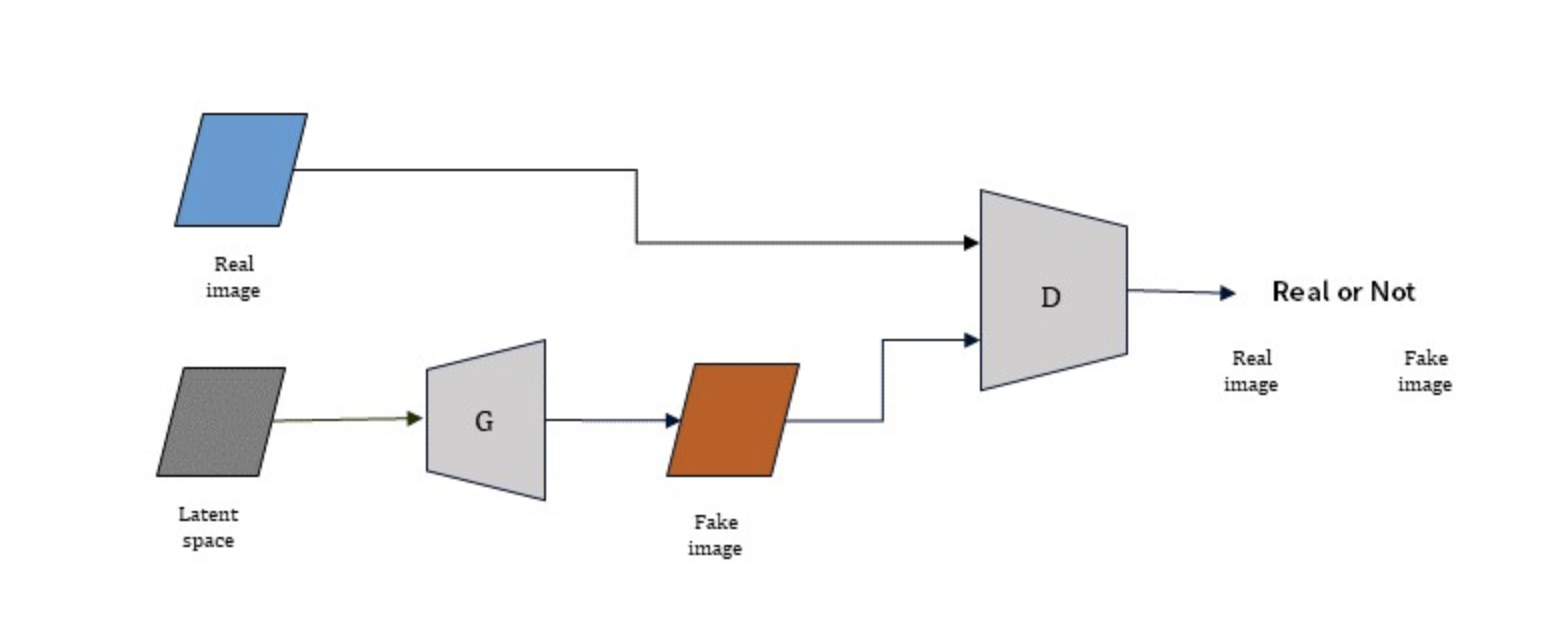 Real
image
Latent
space
G
Fake
image
D
Real or Not
Real
image
Fake
image